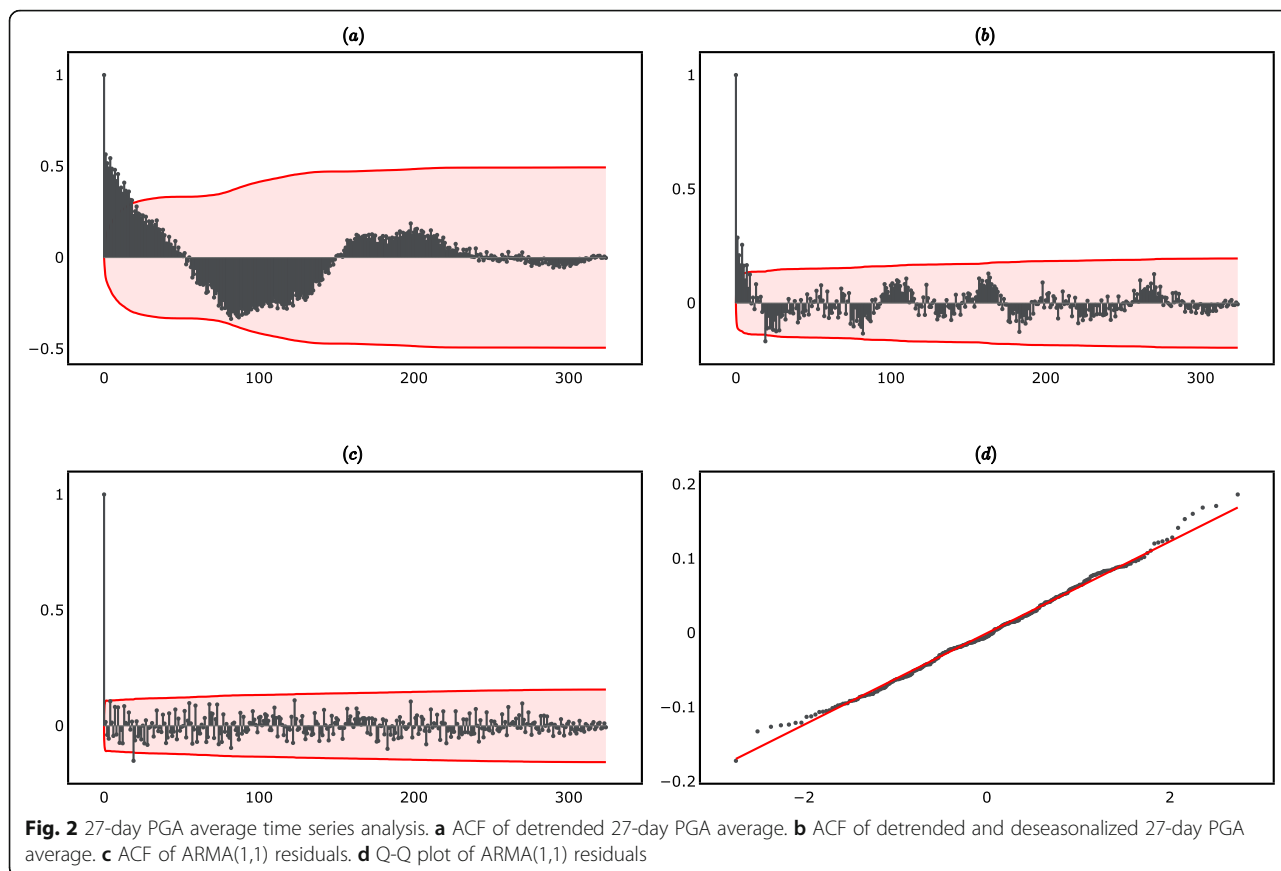 (a)
1
0.5
0
−0.5
0 100 200 300
(b)
1
0.5
0
0 100 200 300
(c)
1
0.5
0
0 100 200 300
(d)
0.2
0.1
0
−0.1
−0.2
−2 0 2
Fig. 2 27-day PGA average time series analysis. a ACF of detrended 27-day PGA average. b ACF of detrended and deseasonalized 27-day PGA
average. c ACF of ARMA(1,1) residuals. d Q-Q plot of ARMA(1,1) residuals